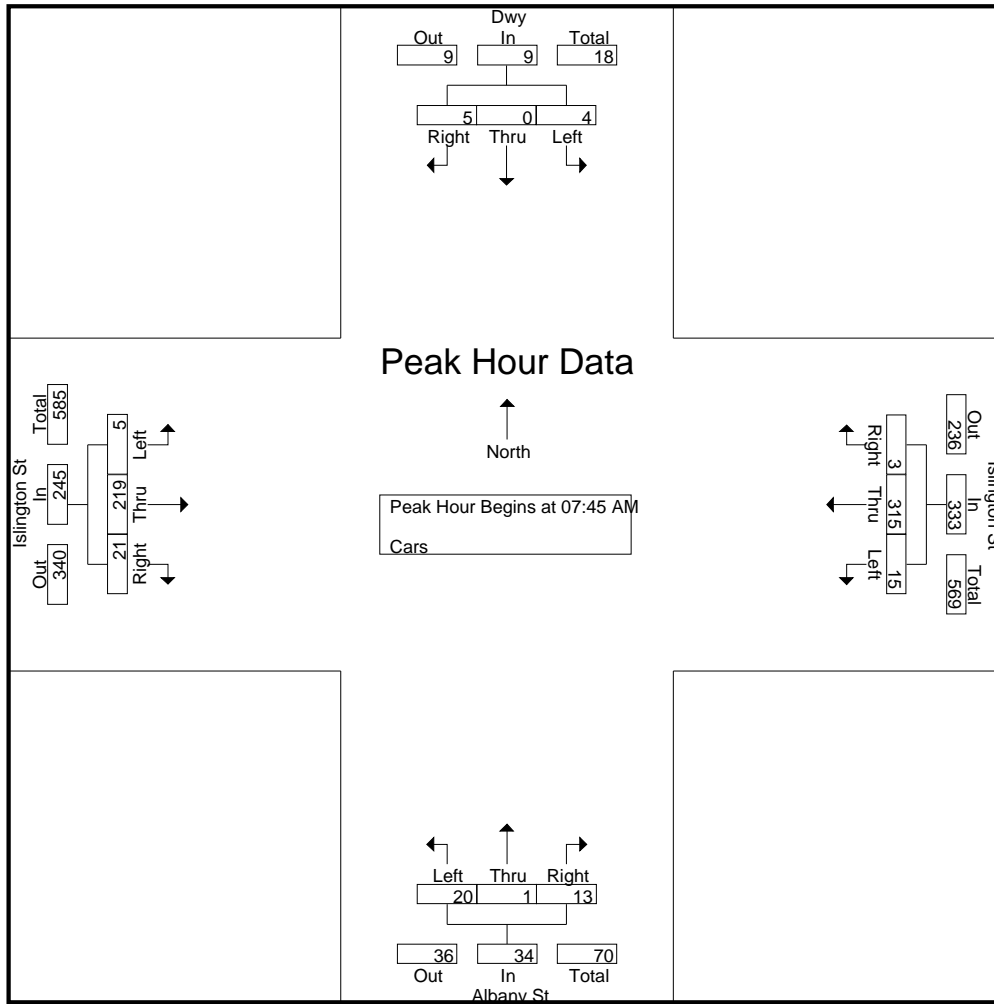 Dwy
Out In Total
9 9 18
5 0 4
Right Thru Left
Peak Hour Data
North
Peak Hour Begins at 07:45 AM
Cars
Islington St
Total In Out
585 245 340
5 219 21
Left Thru Right
Right Thru Left
3 315 15
236 333 569
Out In Total
Islington St
Left Thru Right
20 1 13
36 34 70
Out In Total
Albany St